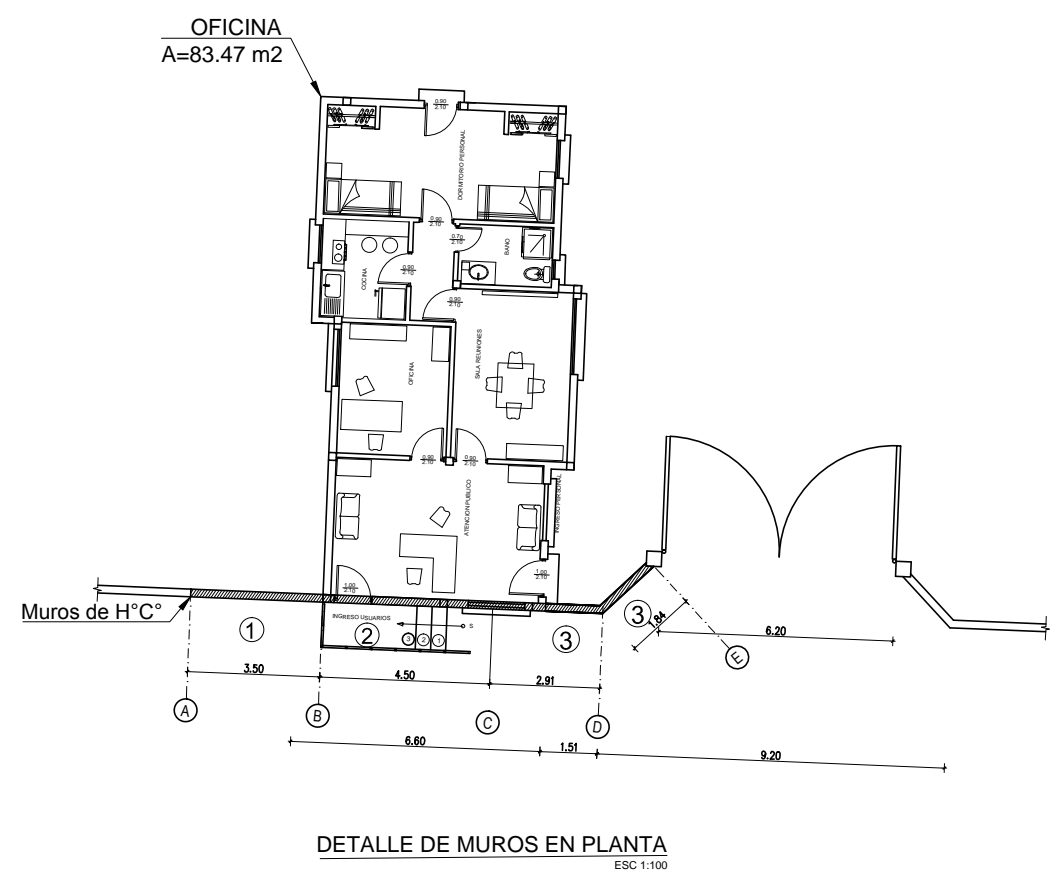 OFICINA
A=83.47 m2
0.90
2.10
DORMITORIO PERSONAL
0.90
2.10
0.70
2.10
BANO
COCINA
0.90
2.10
0.90
2.10
SALA REUNIONES
OFICINA
0.90
2.10
0.90
2.10
ATENCION PUBLICO
INGRESO PERSONAL
1.00
2.10
1.00
2.10
Muros de H°C°
INGRESO USUARIOS
S
1
2
3
2
1
3
3
1.84
6.20
E
3.50
4.50
2.91
A
B
C
D
6.60
1.51
9.20
DETALLE DE MUROS EN PLANTA
ESC 1:100